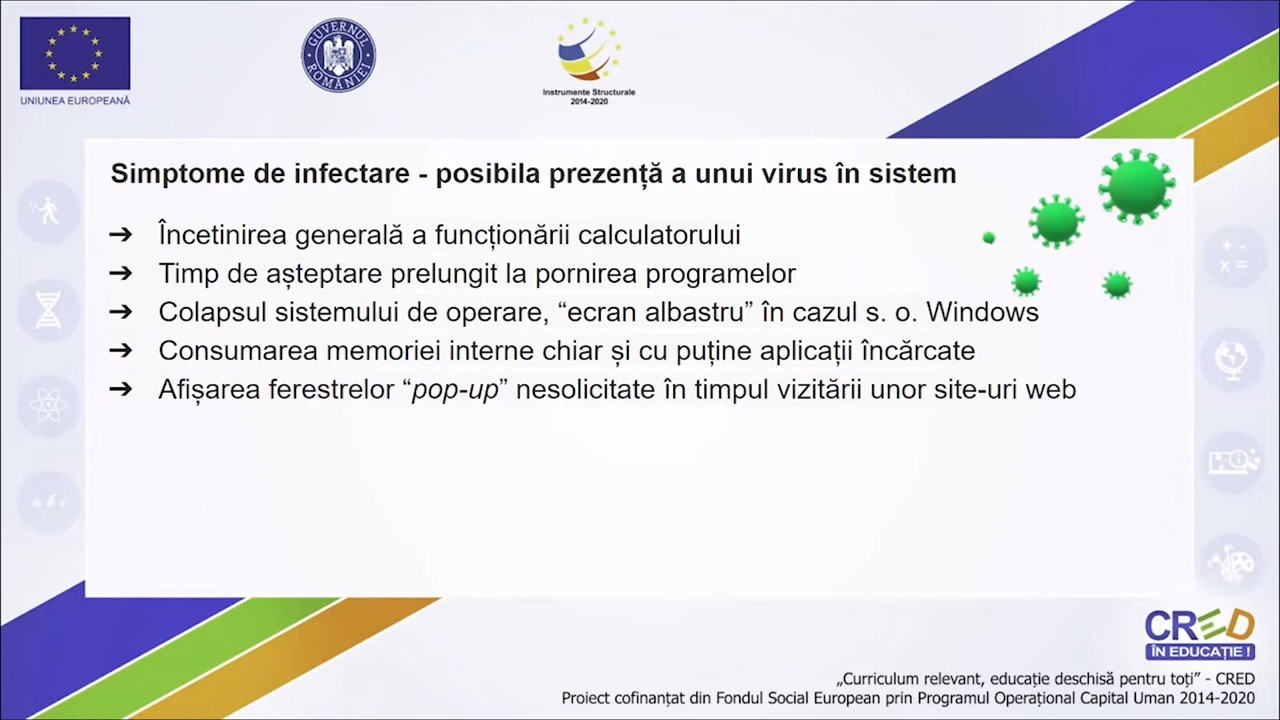 UNIUNEA EUROPEANĂ
GUVERNUL ROMÂNIEI
Instrumente Structurale
2014-2020
Simptome de infectare - posibila prezență a unui virus în sistem
➔ Încetinirea generală a funcționării calculatorului
➔ Timp de așteptare prelungit la pornirea programelor
➔ Colapsul sistemului de operare, “ecran albastru” în cazul s. o. Windows
➔ Consumarea memoriei interne chiar și cu puține aplicații încărcate
➔ Afișarea ferestrelor “pop-up” nesolicitate în timpul vizitării unor site-uri web
+ -
x =
abc
CRED
ÎN EDUCAȚIE !
„Curriculum relevant, educație deschisă pentru toți” - CRED
Proiect cofinanțat din Fondul Social European prin Programul Operațional Capital Uman 2014-2020